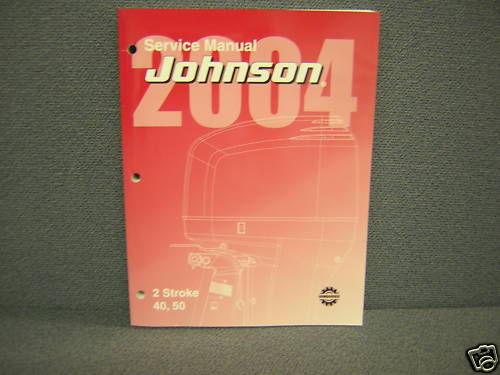 2004
Service Manual
Johnson
2 Stroke
40, 50